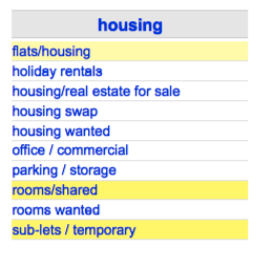 housing
flats/housing
holiday rentals
housing/real estate for sale
housing swap
housing wanted
office / commercial
parking / storage
rooms/shared
rooms wanted
sub-lets / temporary